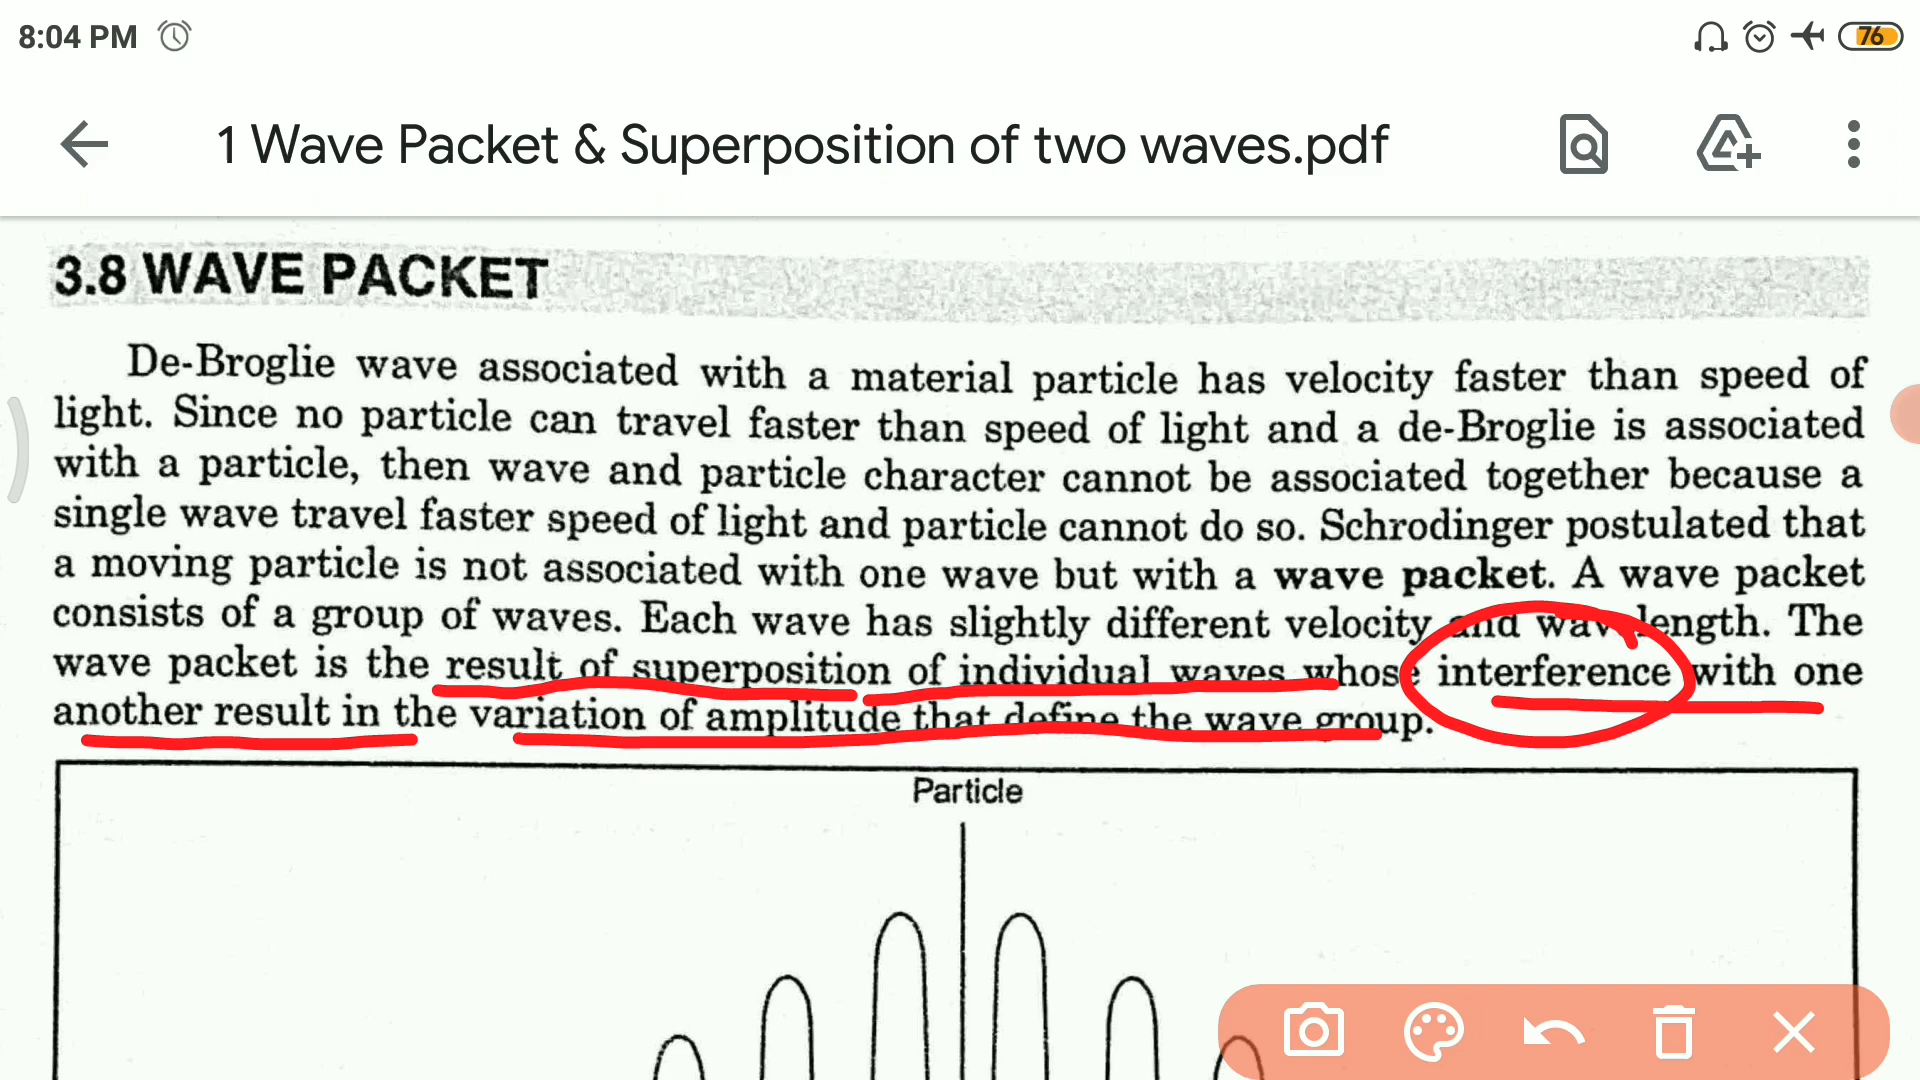 8:04 PM
76
1 Wave Packet & Superposition of two waves.pdf
3.8 WAVE PACKET
De-Broglie wave associated with a material particle has velocity faster than speed of
light. Since no particle can travel faster than speed of light and a de-Broglie is associated
with a particle, then wave and particle character cannot be associated together because a
single wave travel faster speed of light and particle cannot do so. Schrodinger postulated that
a moving particle is not associated with one wave but with a wave packet. A wave packet
consists of a group of waves. Each wave has slightly different velocity and wavelength. The
wave packet is the result of superposition of individual waves whose interference with one
another result in the variation of amplitude that define the wave group.
Particle